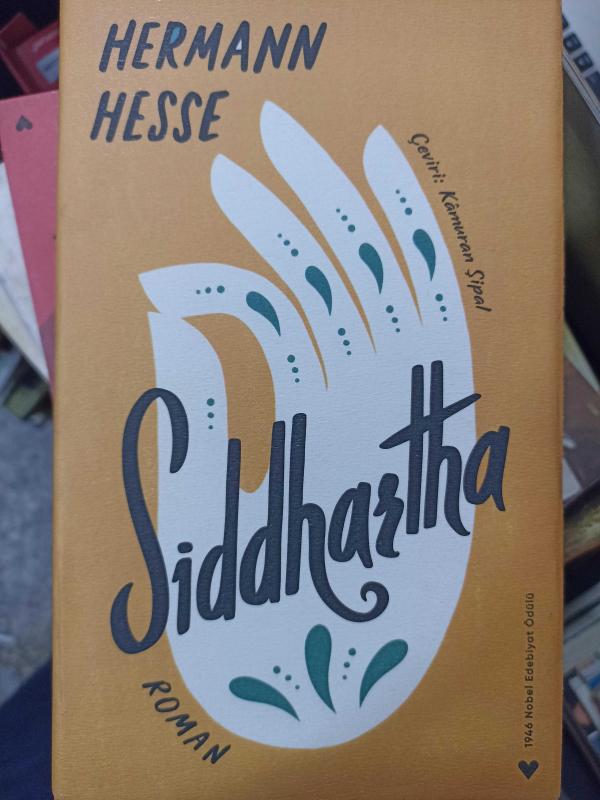 HERMANN
HESSE
Çeviri: Kâmuran Şipal
Siddhartha
ROMAN
1946 Nobel Edebiyat Ödülü